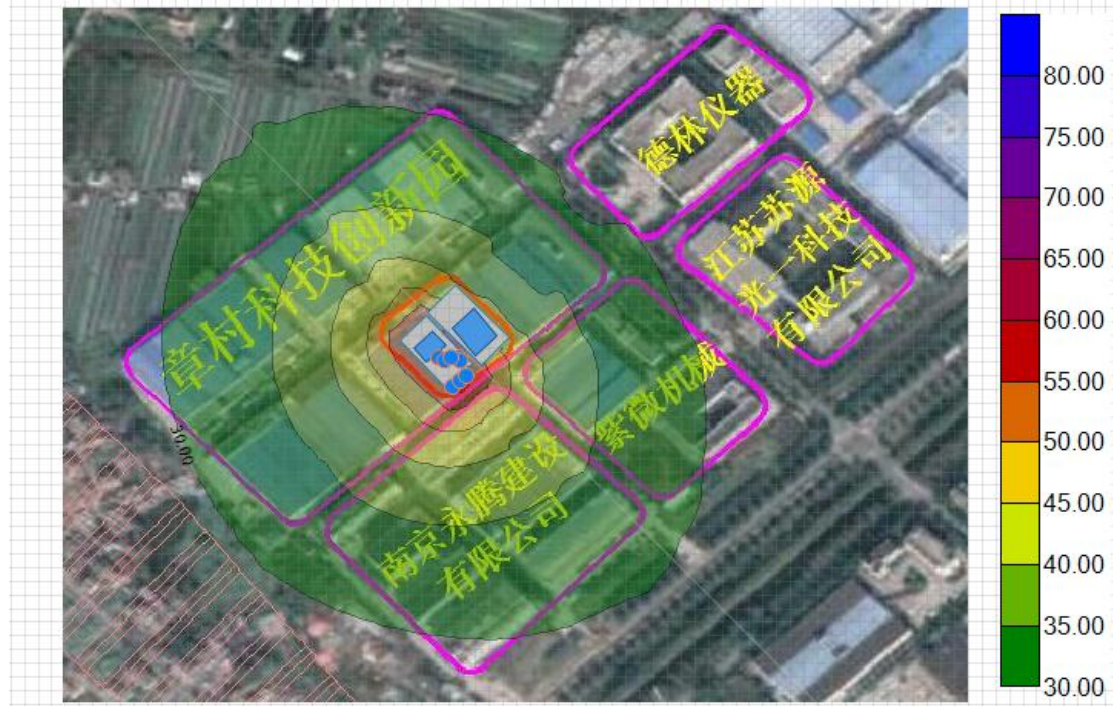 德林仪器
江苏苏源
光一科技
有限公司
章村科技创新园
紫微机械
南京永腾建设
有限公司
30.00
80.00
75.00
70.00
65.00
60.00
55.00
50.00
45.00
40.00
35.00
30.00